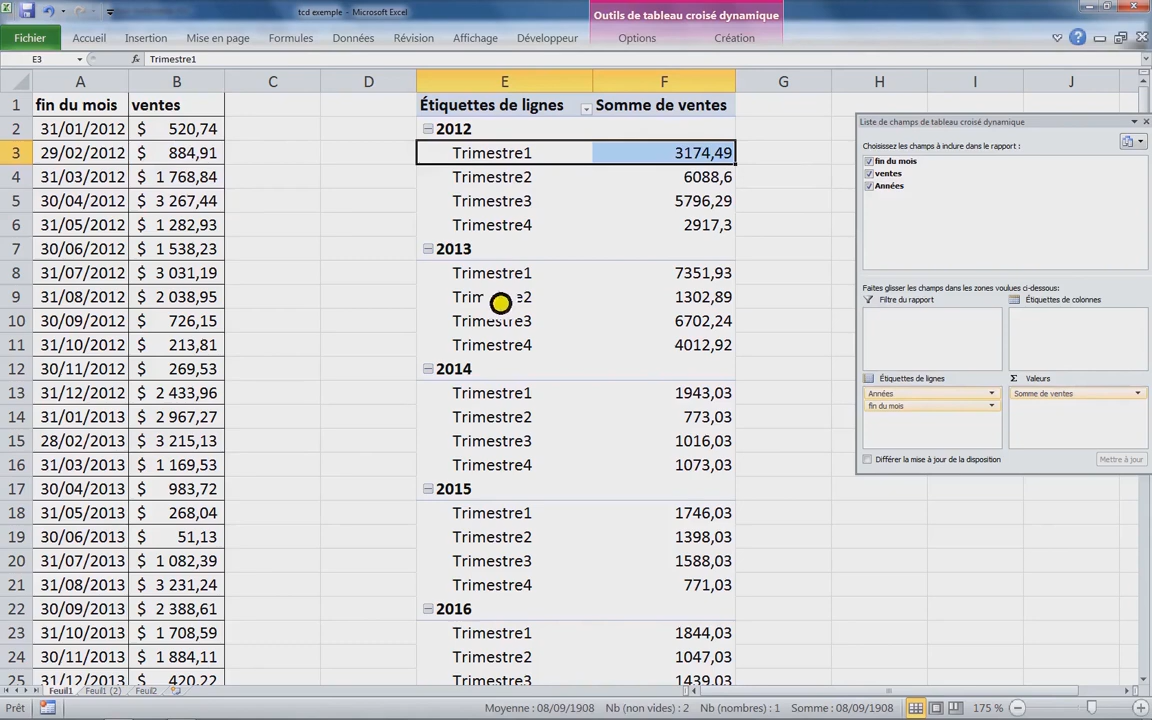 tcd exemple - Microsoft Excel
Outils de tableau croisé dynamique
Fichier Accueil Insertion Mise en page Formules Données Révision Affichage Développeur Options Création
E3 fx Trimestre1
A B C D E F G H I J
1 fin du mois ventes Étiquettes de lignes Somme de ventes
2 31/01/2012 $ 520,74 2012
3 29/02/2012 $ 884,91 Trimestre1 3174,49
4 31/03/2012 $ 1 768,84 Trimestre2 6088,6
5 30/04/2012 $ 3 267,44 Trimestre3 5796,29
6 31/05/2012 $ 1 282,93 Trimestre4 2917,3
7 30/06/2012 $ 1 538,23 2013
8 31/07/2012 $ 3 031,19 Trimestre1 7351,93
9 31/08/2012 $ 2 038,95 1302,89
10 30/09/2012 $ 726,15 Trimestre3 6702,24
11 31/10/2012 $ 213,81 Trimestre4 4012,92
12 30/11/2012 $ 269,53 2014
13 31/12/2012 $ 2 433,96 Trimestre1 1943,03
14 31/01/2013 $ 2 967,27 Trimestre2 773,03
15 28/02/2013 $ 3 215,13 Trimestre3 1016,03
16 31/03/2013 $ 1 169,53 Trimestre4 1073,03
17 30/04/2013 $ 983,72 2015
18 31/05/2013 $ 268,04 Trimestre1 1746,03
19 30/06/2013 $ 51,13 Trimestre2 1398,03
20 31/07/2013 $ 1 082,39 Trimestre3 1588,03
21 31/08/2013 $ 3 231,24 Trimestre4 771,03
22 30/09/2013 $ 2 388,61 2016
23 31/10/2013 $ 1 708,59 Trimestre1 1844,03
24 30/11/2013 $ 1 884,11 Trimestre2 1047,03
25 31/12/2013 $ 420,22 Trimestre3 1439,03
Liste de champs de tableau croisé dynamique
Choisissez les champs à inclure dans le rapport :
fin du mois
ventes
Années
Faites glisser les champs dans les zones voulues ci-dessous:
Filtre du rapport Étiquettes de colonnes
Étiquettes de lignes Σ Valeurs
Années Somme de ventes
fin du mois
Différer la mise à jour de la disposition Mettre à jour
Feuil1 Feuil1 (2) Feuil2
Prêt Moyenne : 08/09/1908 Nb (non vides) : 2 Nb (nombres) : 1 Somme : 08/09/1908 175 %